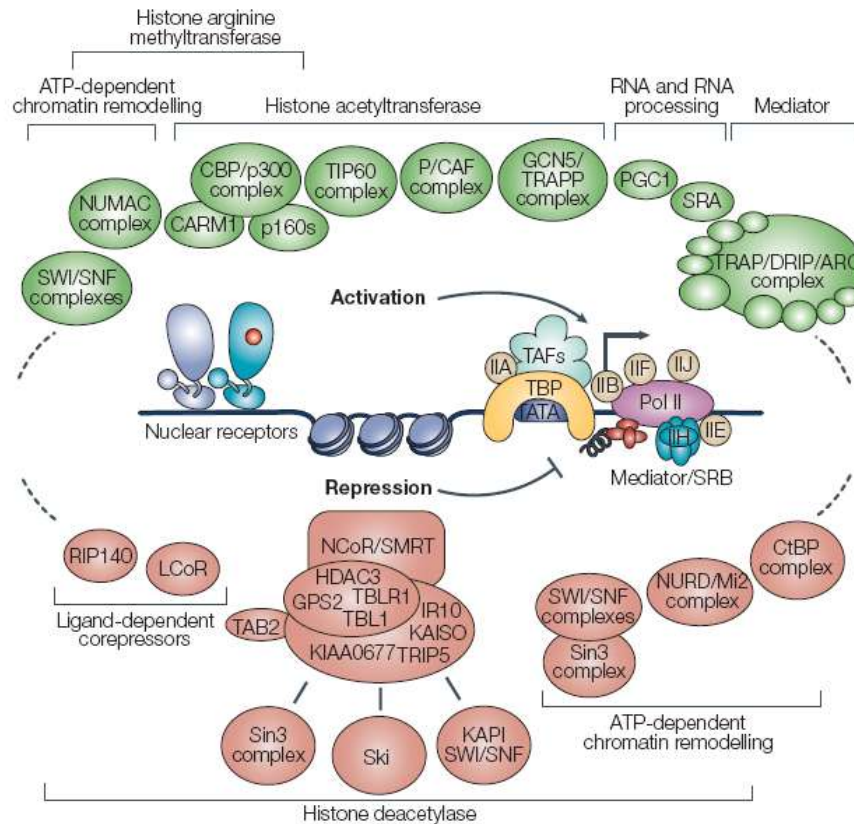 Histone arginine
methyltransferase
ATP-dependent
chromatin remodelling
Histone acetyltransferase
RNA and RNA
processing
Mediator
CBP/p300
complex
TIP60
complex
P/CAF
complex
GCN5/
TRAPP
complex
PGC1
SRA
NUMAC
complex
CARM1
p160s
SWI/SNF
complexes
TRAP/DRIP/ARC
complex
Activation
TAFs
IIA
TBP
TATA
IIB
IIF
IIJ
Pol II
IIH
IIE
Nuclear receptors
Mediator/SRB
Repression
RIP140
LCoR
Ligand-dependent
corepressors
NCoR/SMRT
HDAC3
GPS2
TBLR1
TBL1
IR10
KAISO
KIAA0677
TRIP5
TAB2
Sin3
complex
Ski
KAPI
SWI/SNF
SWI/SNF
complexes
Sin3
complex
NURD/Mi2
complex
CtBP
complex
ATP-dependent
chromatin remodelling
Histone deacetylase